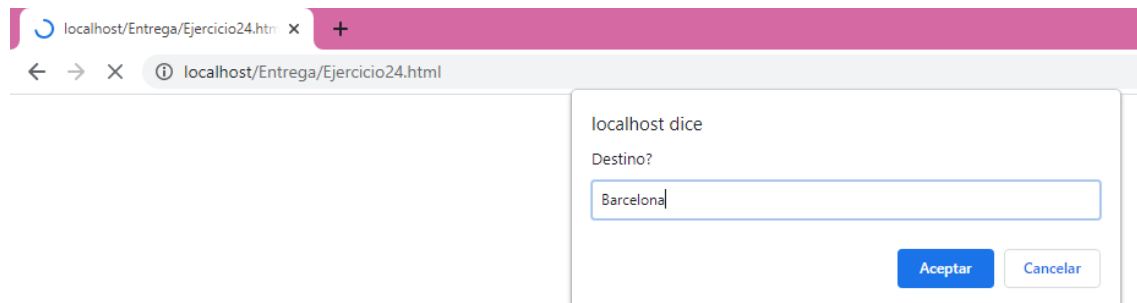 localhost/Entrega/Ejercicio24.htm
localhost/Entrega/Ejercicio24.html
localhost dice
Destino?
Barcelona
Aceptar Cancelar